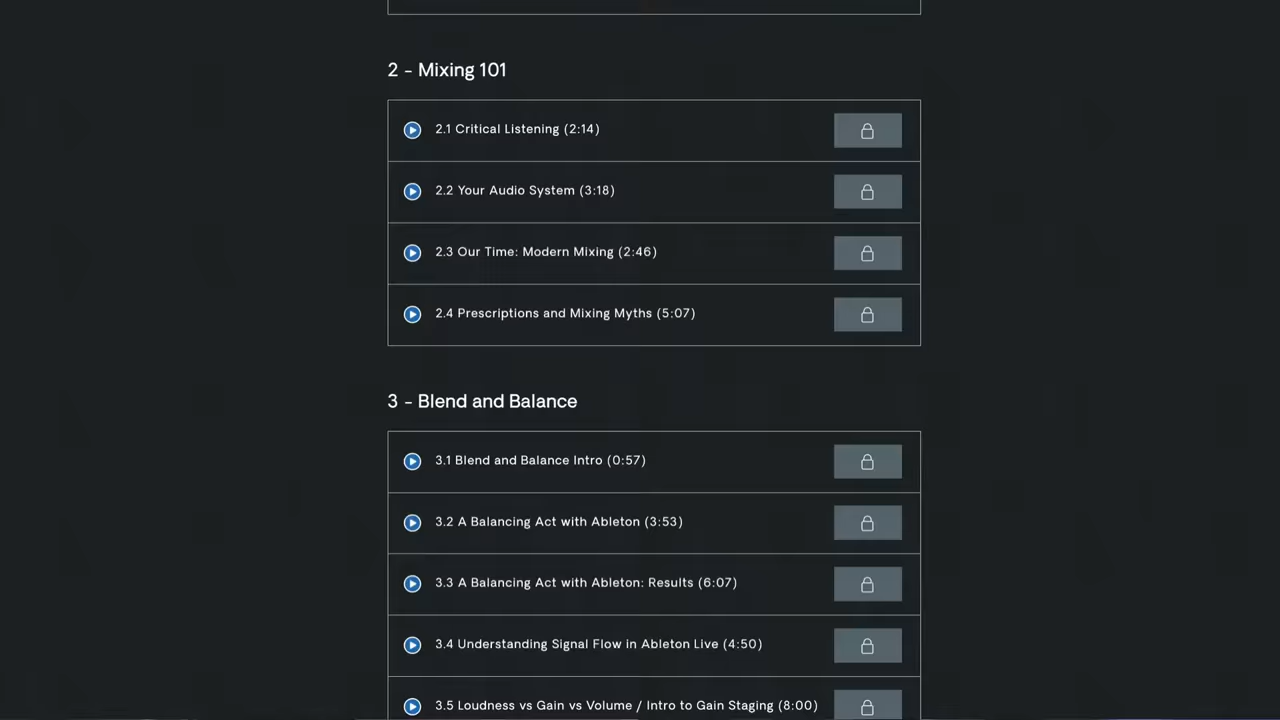 2 - Mixing 101
2.1 Critical Listening (2:14)
2.2 Your Audio System (3:18)
2.3 Our Time: Modern Mixing (2:46)
2.4 Prescriptions and Mixing Myths (5:07)
3 - Blend and Balance
3.1 Blend and Balance Intro (0:57)
3.2 A Balancing Act with Ableton (3:53)
3.3 A Balancing Act with Ableton: Results (6:07)
3.4 Understanding Signal Flow in Ableton Live (4:50)
3.5 Loudness vs Gain vs Volume / Intro to Gain Staging (8:00)